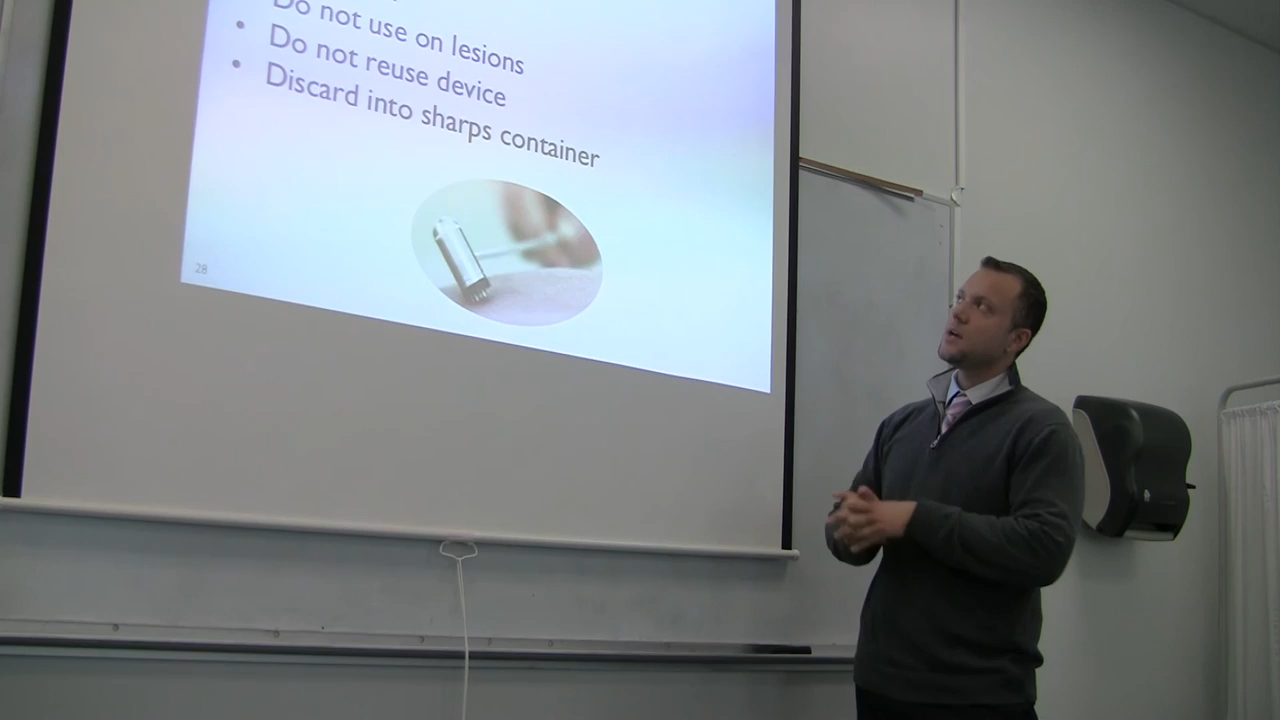 Do not use on lesions
Do not reuse device
Discard into sharps container
28